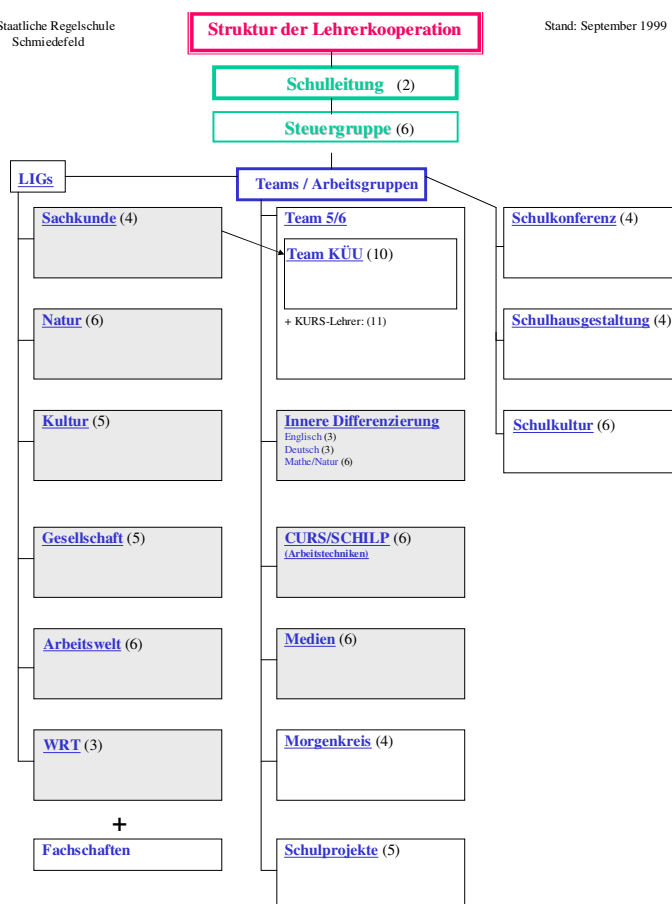 Staatliche Regelschule
Schmiedefeld
Struktur der Lehrerkooperation
Stand: September 1999
Schulleitung (2)
Steuergruppe (6)
LIGs
Teams / Arbeitsgruppen
Sachkunde (4)
Natur (6)
Kultur (5)
Gesellschaft (5)
Arbeitswelt (6)
WRT (3)
+
Fachschaften
Team 5/6
Team KÜU (10)
+ KURS-Lehrer: (11)
Innere Differenzierung
Englisch (3)
Deutsch (3)
Mathe/Natur (6)
CURS/SCHILP (6)
(Arbeitstechniken)
Medien (6)
Morgenkreis (4)
Schulprojekte (5)
Schulkonferenz (4)
Schulhausgestaltung (4)
Schulkultur (6)